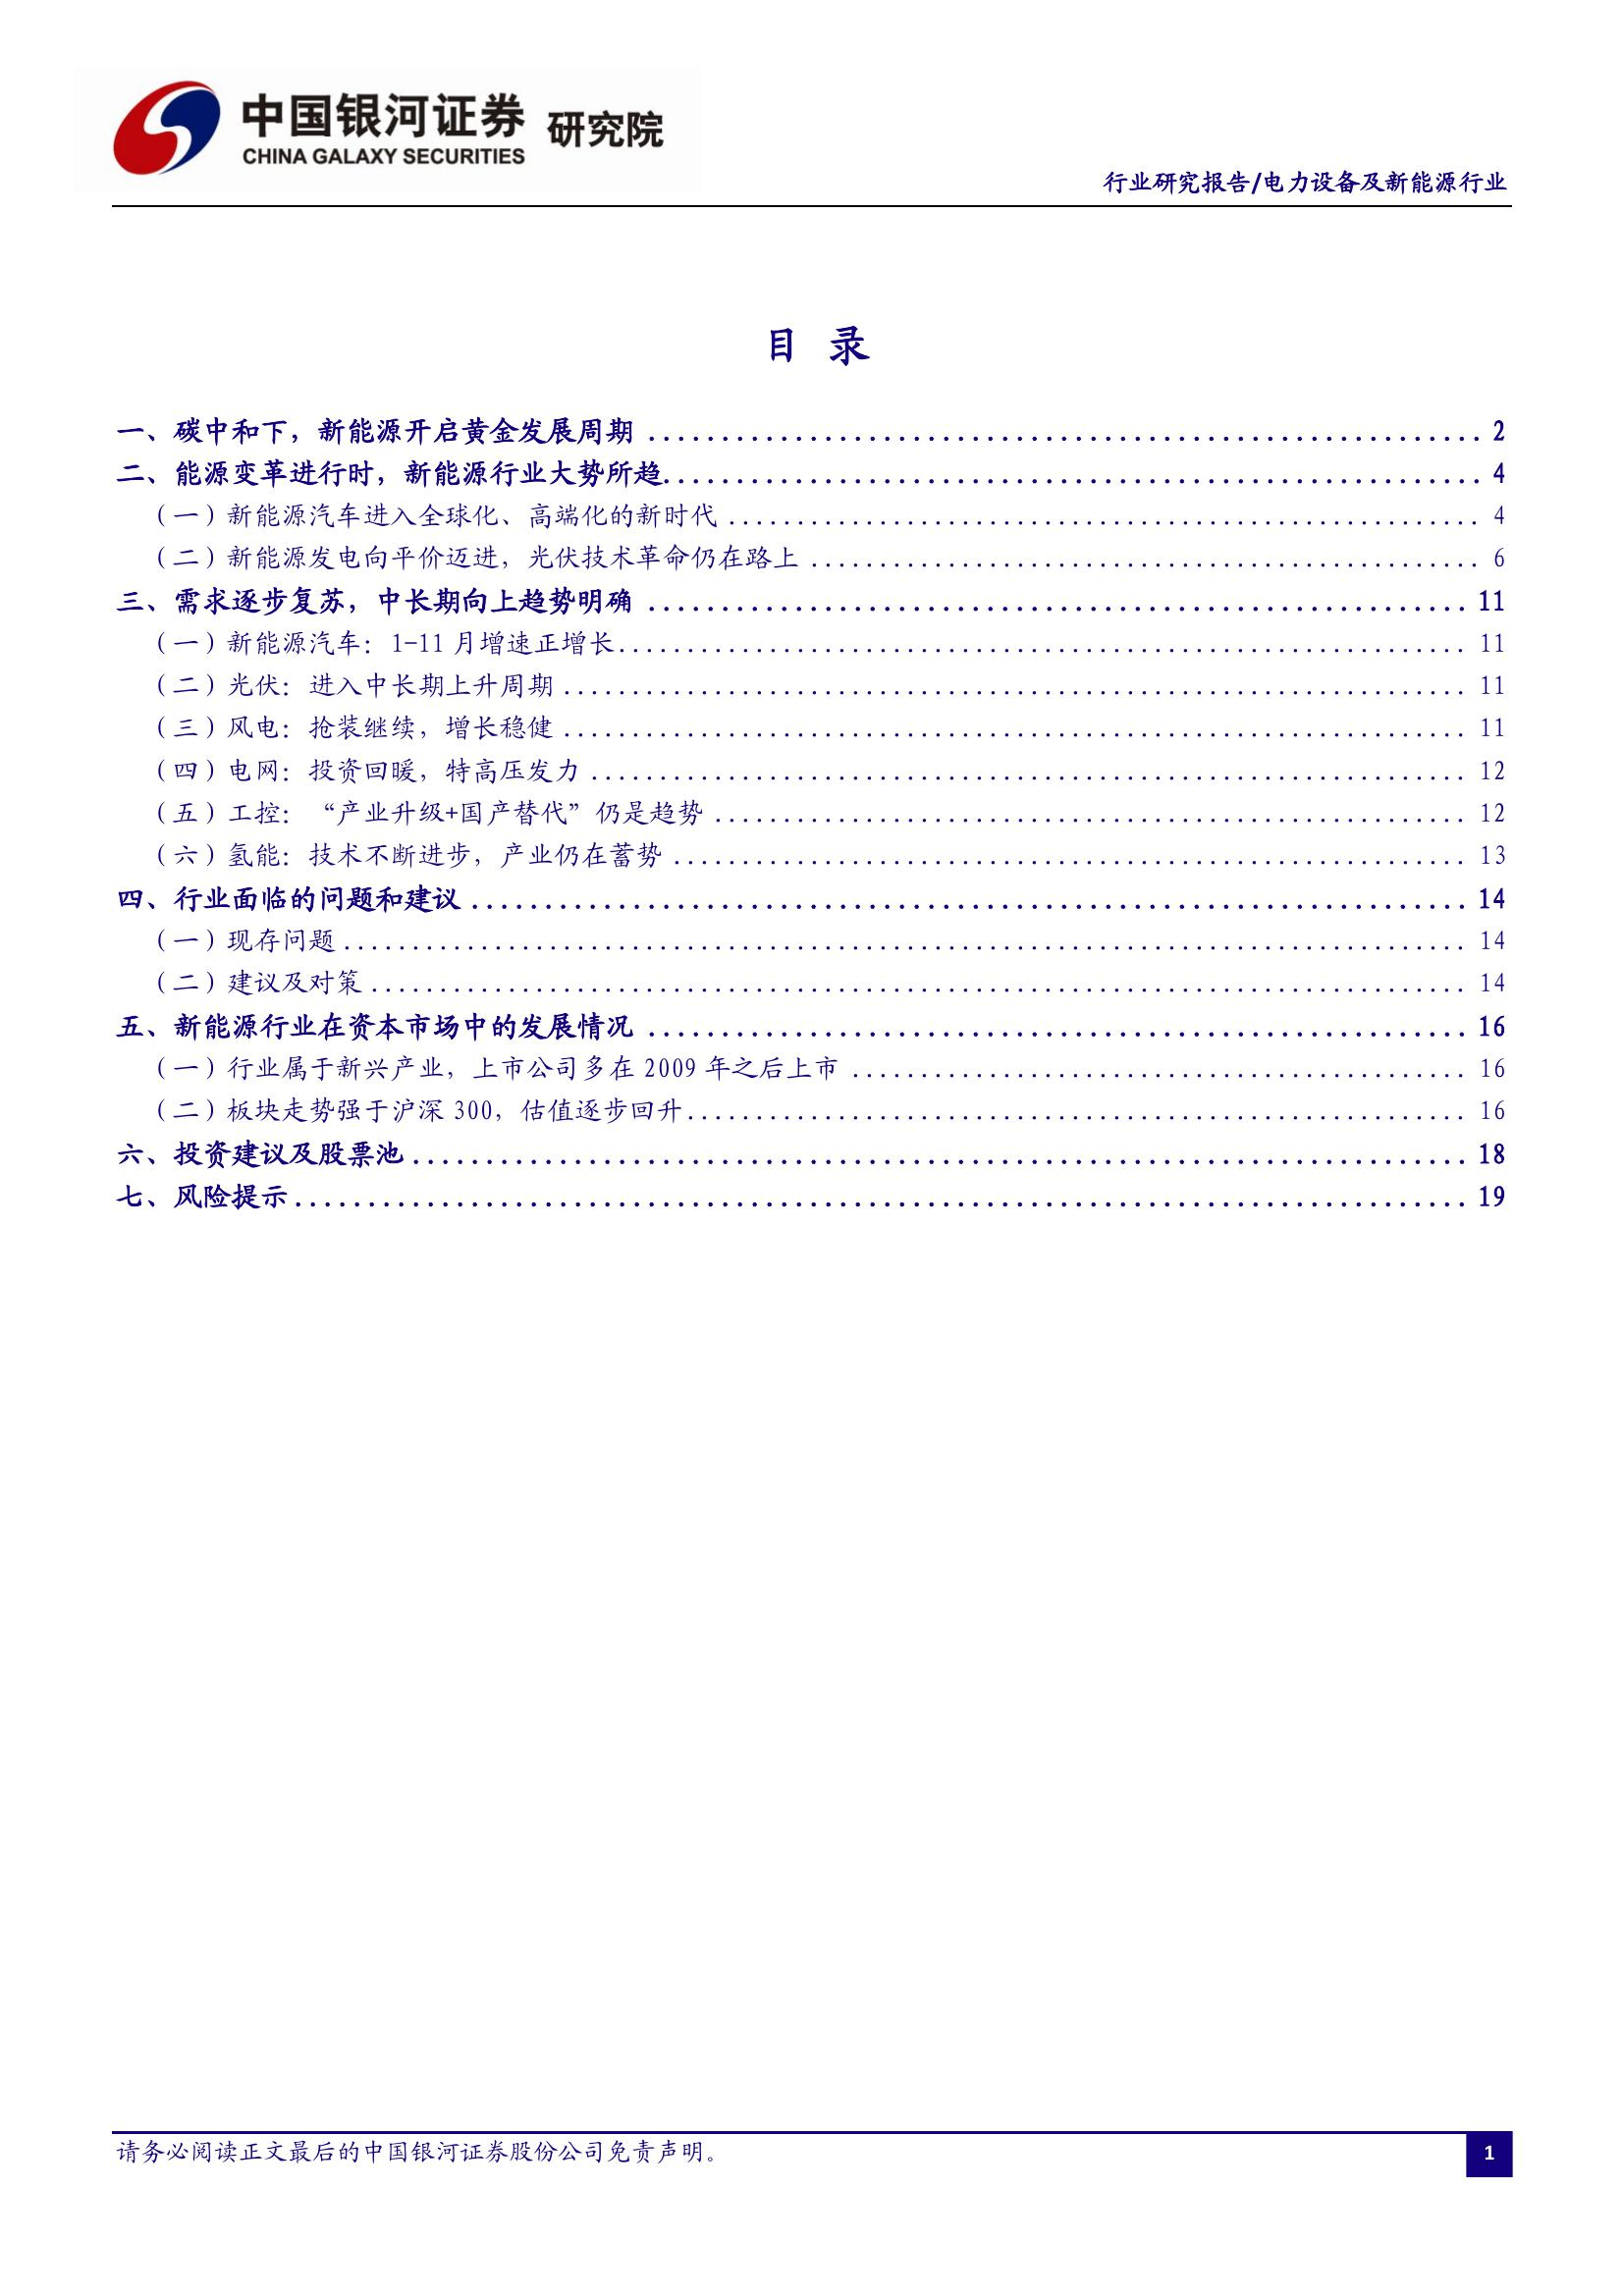 中国银河证券 研究院
CHINA GALAXY SECURITIES
行业研究报告/电力设备及新能源行业
目 录
一、碳中和下，新能源开启黄金发展周期 ........ 2
二、能源变革进行时，新能源行业大势所趋........ 4
（一）新能源汽车进入全球化、高端化的新时代 ........ 4
（二）新能源发电向平价迈进，光伏技术革命仍在路上 ........ 6
三、需求逐步复苏，中长期向上趋势明确 ........ 11
（一）新能源汽车：1-11 月增速正增长........ 11
（二）光伏：进入中长期上升周期 ........ 11
（三）风电：抢装继续，增长稳健 ........ 11
（四）电网：投资回暖，特高压发力 ........ 12
（五）工控：“产业升级+国产替代”仍是趋势 ........ 12
（六）氢能：技术不断进步，产业仍在蓄势 ........ 13
四、行业面临的问题和建议 ........ 14
（一）现存问题 ........ 14
（二）建议及对策 ........ 14
五、新能源行业在资本市场中的发展情况 ........ 16
（一）行业属于新兴产业，上市公司多在 2009 年之后上市 ........ 16
（二）板块走势强于沪深 300，估值逐步回升........ 16
六、投资建议及股票池 ........ 18
七、风险提示 ........ 19
请务必阅读正文最后的中国银河证券股份公司免责声明。
1